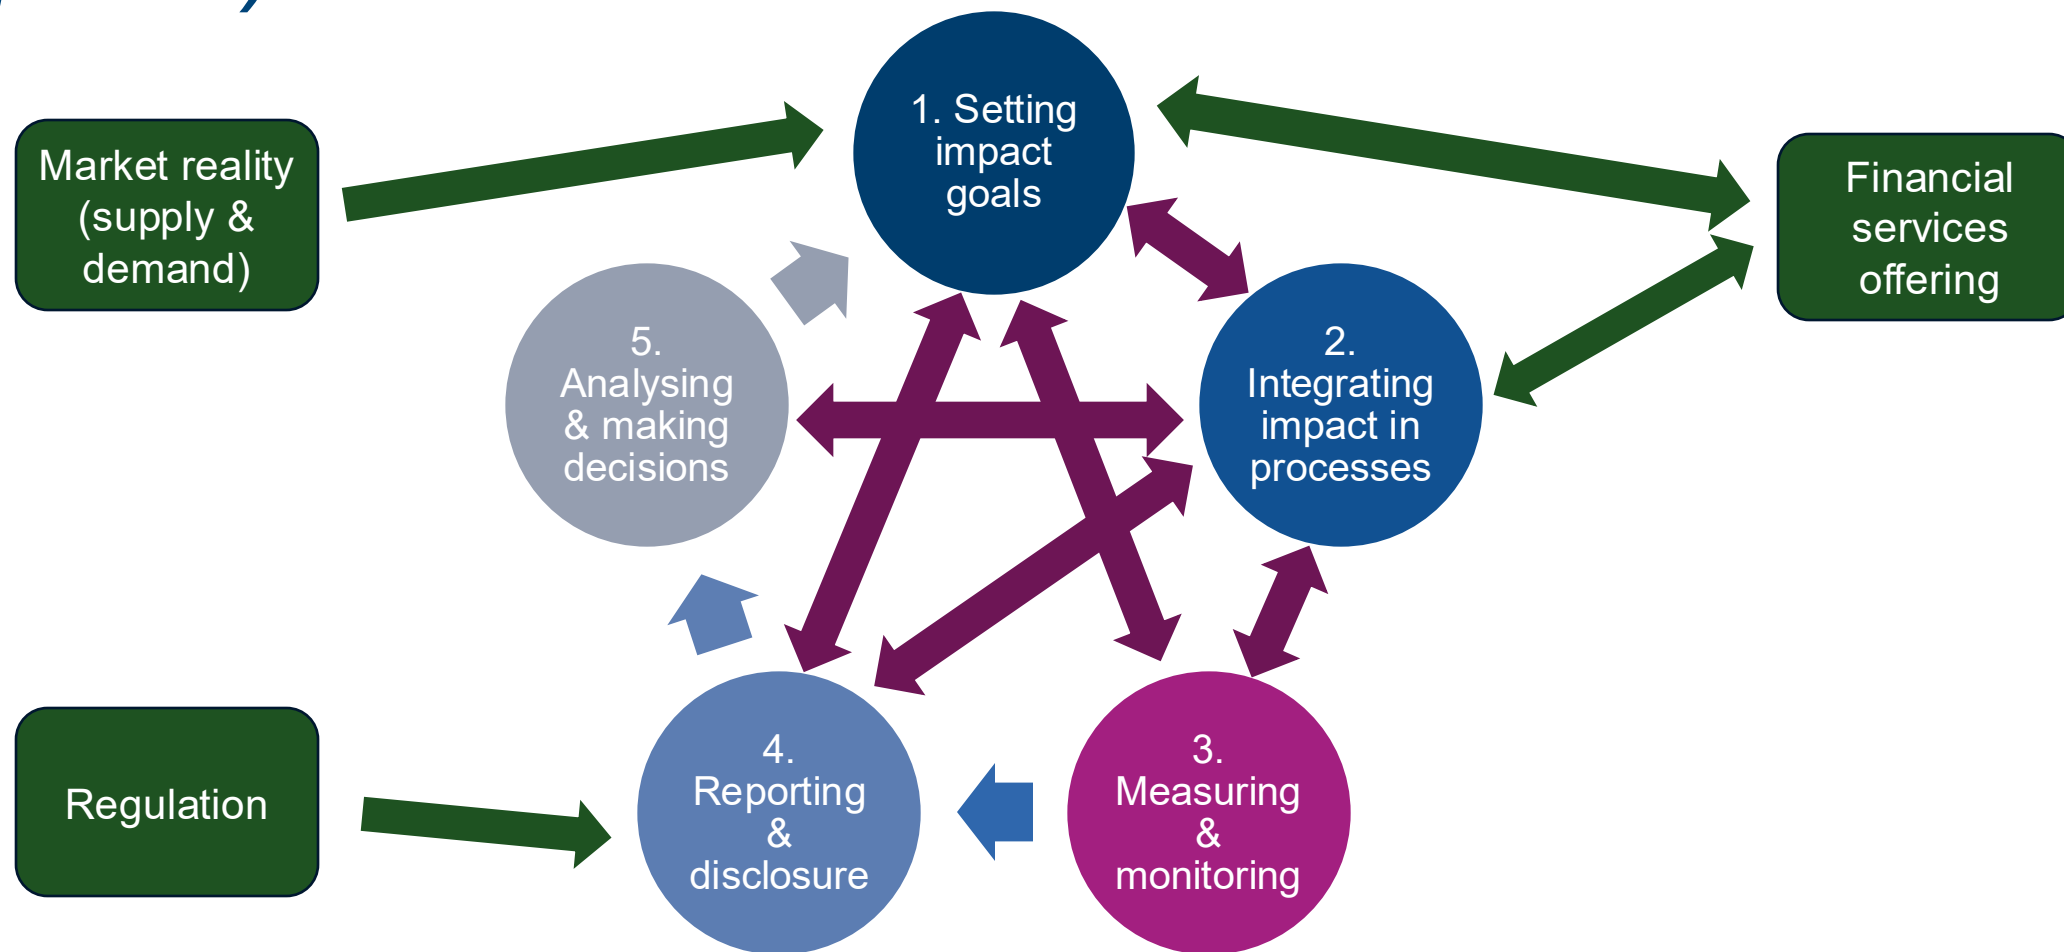 1. Setting
impact
goals
Market reality
(supply &
demand)
Financial
services
offering
5.
Analysing
& making
decisions
2.
Integrating
impact in
processes
4.
Reporting
&
disclosure
3.
Measuring
&
monitoring
Regulation